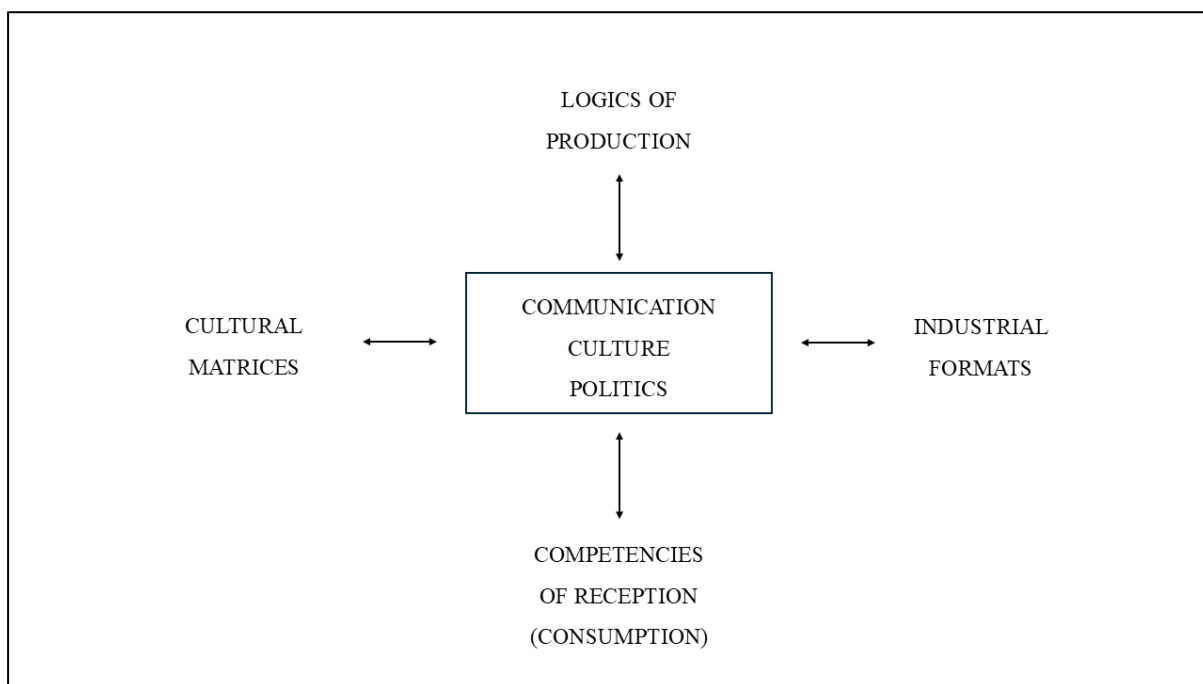 LOGICS OF
PRODUCTION
CULTURAL
MATRICES
COMMUNICATION
CULTURE
POLITICS
INDUSTRIAL
FORMATS
COMPETENCIES
OF RECEPTION
(CONSUMPTION)